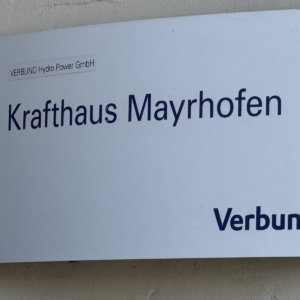 VERBUND Hydro Power GmbH
Krafthaus Mayrhofen
Verbun